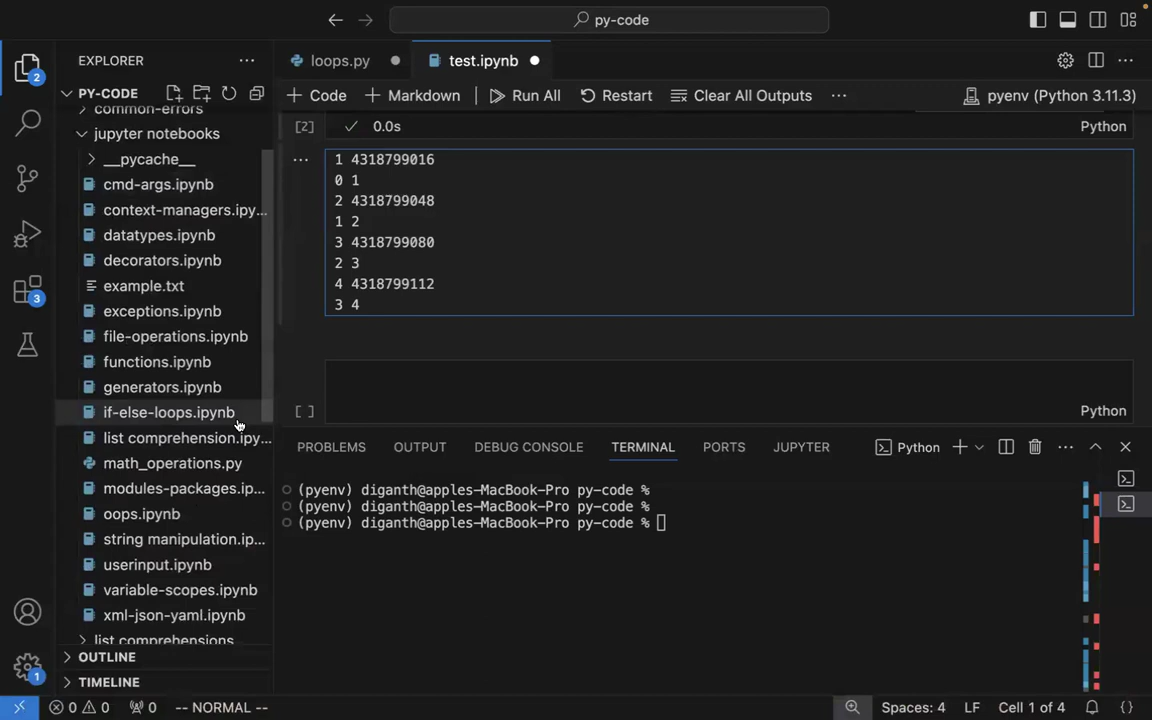 py-code
EXPLORER
loops.py
test.ipynb
2
PY-CODE
Code
Markdown
Run All
Restart
Clear All Outputs
pyenv (Python 3.11.3)
common-errors
jupyter notebooks
__pycache__
cmd-args.ipynb
context-managers.ipy...
datatypes.ipynb
decorators.ipynb
example.txt
exceptions.ipynb
file-operations.ipynb
functions.ipynb
generators.ipynb
if-else-loops.ipynb
list comprehension.ipy...
math_operations.py
modules-packages.ip...
oops.ipynb
string manipulation.ip...
userinput.ipynb
variable-scopes.ipynb
xml-json-yaml.ipynb
list comprehensions
OUTLINE
TIMELINE
3
1
[2] 0.0s Python
1 4318799016
0 1
2 4318799048
1 2
3 4318799080
2 3
4 4318799112
3 4
[ ] Python
PROBLEMS OUTPUT DEBUG CONSOLE TERMINAL PORTS JUPYTER Python
(pyenv) diganth@apples-MacBook-Pro py-code %
(pyenv) diganth@apples-MacBook-Pro py-code %
(pyenv) diganth@apples-MacBook-Pro py-code %
0 0 0 -- NORMAL -- Spaces: 4 LF Cell 1 of 4